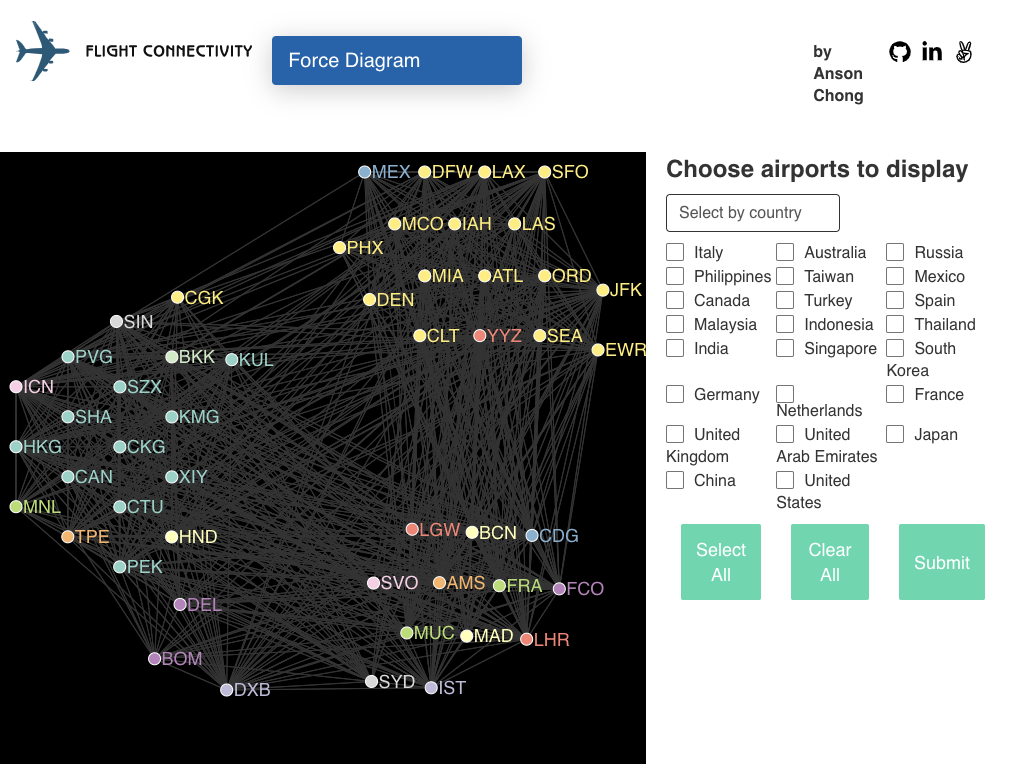 FLIGHT CONNECTIVITY
Force Diagram
by
Anson
Chong
MEX DFW LAX SFO
MCO IAH LAS
PHX
MIA ATL ORD
JFK
CGK
DEN
SIN
CLT YYZ SEA
EWR
PVG BKK KUL
ICN SZX
SHA KMG
HKG CKG
CAN XIY
MNL CTU
TPE HND
LGW BCN CDG
PEK
SVO AMS FRA FCO
DEL
MUC MAD LHR
BOM
SYD IST
DXB
Choose airports to display
Select by country
Italy Australia Russia
Philippines Taiwan Mexico
Canada Turkey Spain
Malaysia Indonesia Thailand
India Singapore South
Korea
Germany France
Netherlands
United United Japan
Kingdom Arab Emirates
China United
States
Select
All
Clear
All
Submit